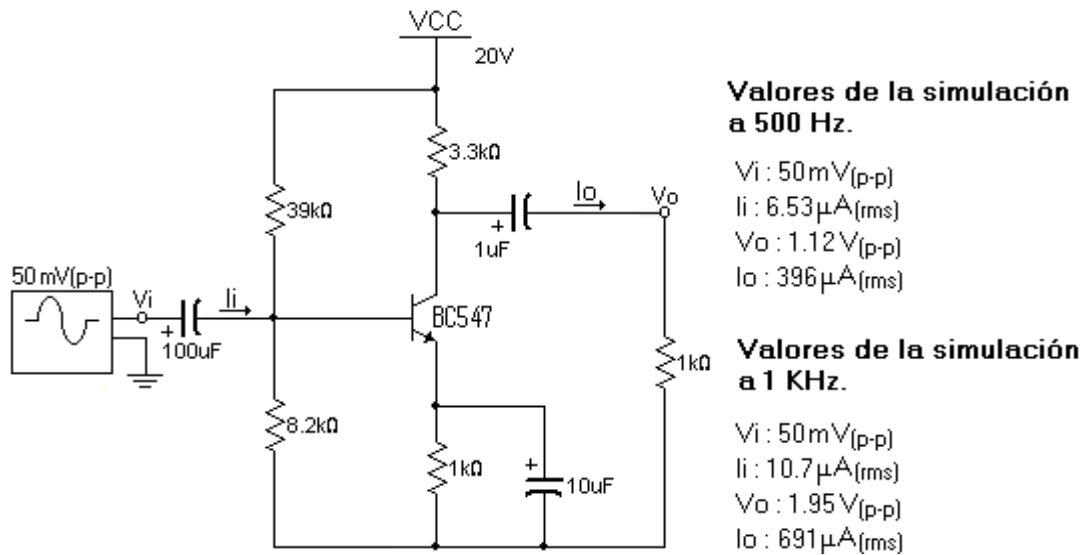 VCC
20V
3.3kΩ
39kΩ
Io
Vo
1uF
+
50mV(p-p)
Vi
Ii
+
100uF
BC547
1kΩ
8.2kΩ
1kΩ
+
10uF
Valores de la simulación
a 500 Hz.
Vi : 50mV(p-p)
Ii : 6.53µA(rms)
Vo : 1.12V(p-p)
Io : 396µA(rms)
Valores de la simulación
a 1 KHz.
Vi : 50mV(p-p)
Ii : 10.7µA(rms)
Vo : 1.95V(p-p)
Io : 691µA(rms)